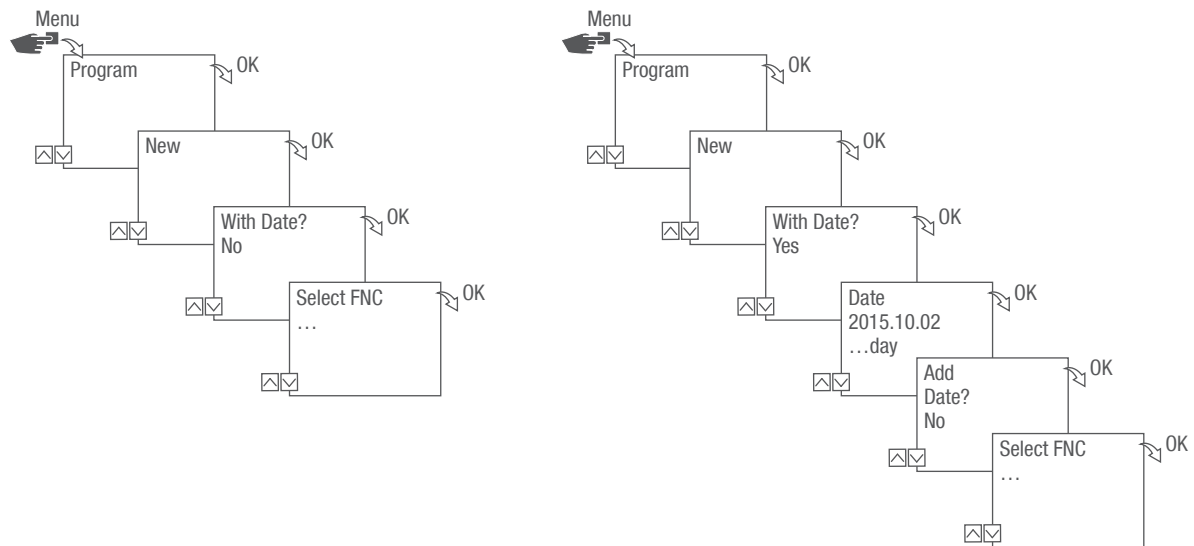 Menu
Program
OK
New
OK
With Date?
No
OK
Select FNC
...
OK
Menu
Program
OK
New
OK
With Date?
Yes
OK
Date
2015.10.02
...day
OK
Add
Date?
No
OK
Select FNC
...
OK